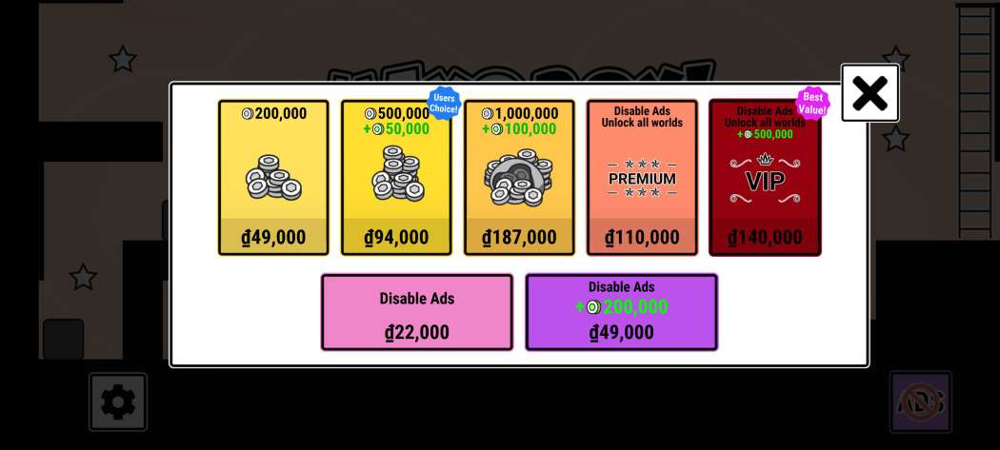 200,000
₫49,000
Users
Choice!
500,000
+50,000
₫94,000
1,000,000
+100,000
₫187,000
Disable Ads
Unlock all worlds
PREMIUM
₫110,000
Best
Value!
Disable Ads
Unlock all worlds
+500,000
VIP
₫140,000
Disable Ads
₫22,000
Disable Ads
+200,000
₫49,000
ADS